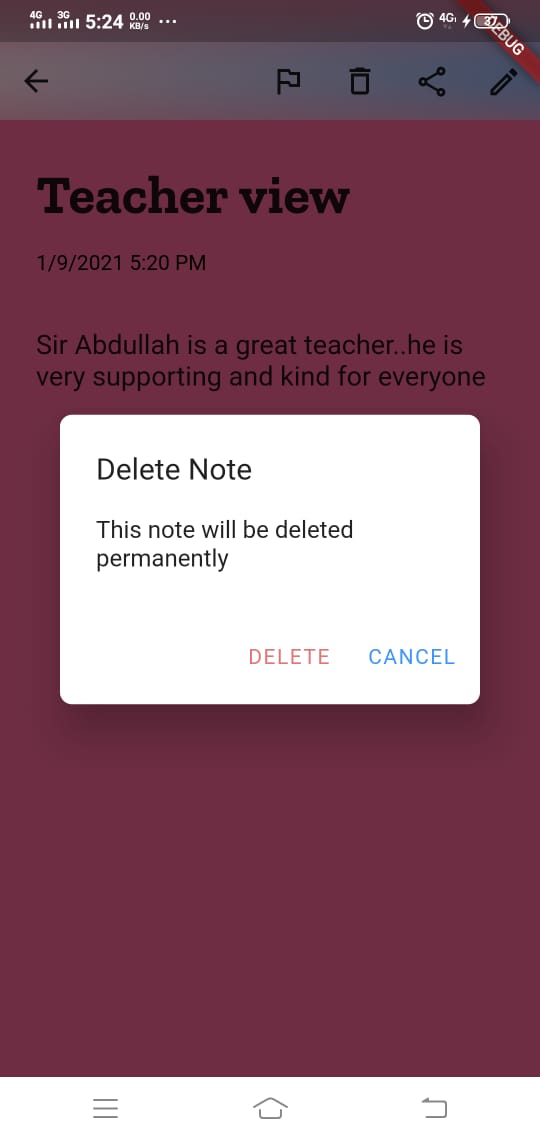 4G 3G 5:24 0.00 KB/s ... 4G 37
DEBUG
Teacher view
1/9/2021 5:20 PM
Sir Abdullah is a great teacher..he is
very supporting and kind for everyone
Delete Note
This note will be deleted
permanently
DELETE CANCEL